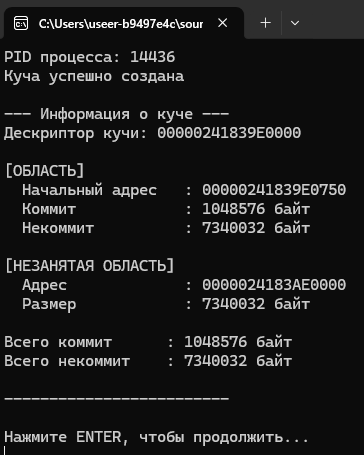 C:\Users\useer-b9497e4c\sour
PID процесса: 14436
Куча успешно создана
--- Информация о куче ---
Дескриптор кучи: 00000241839E0000
[ОБЛАСТЬ]
Начальный адрес : 00000241839E0750
Коммит : 1048576 байт
Некоммит : 7340032 байт
[НЕЗАНЯТАЯ ОБЛАСТЬ]
Адрес : 0000024183AE0000
Размер : 7340032 байт
Всего коммит : 1048576 байт
Всего некоммит : 7340032 байт
-------------------------
Нажмите ENTER, чтобы продолжить...